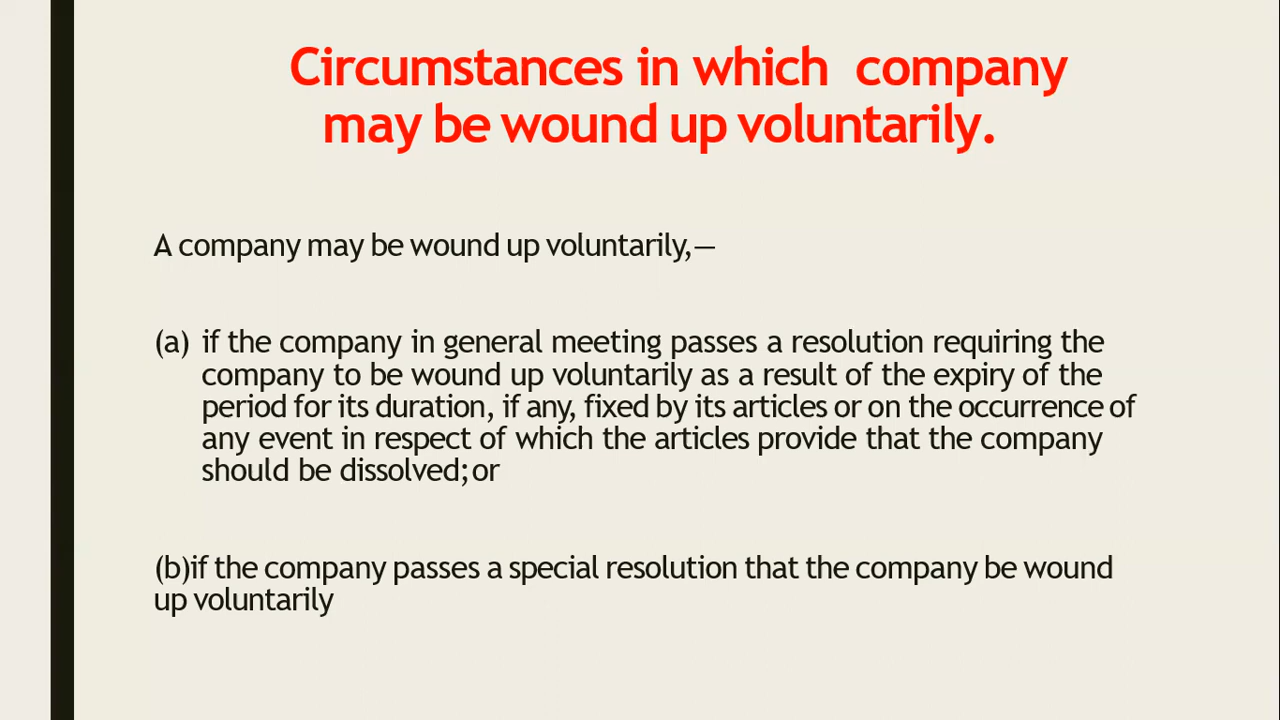 Circumstances in which company
may be wound up voluntarily.
A company may be wound up voluntarily,—
(a) if the company in general meeting passes a resolution requiring the
company to be wound up voluntarily as a result of the expiry of the
period for its duration, if any, fixed by its articles or on the occurrence of
any event in respect of which the articles provide that the company
should be dissolved; or
(b)if the company passes a special resolution that the company be wound
up voluntarily